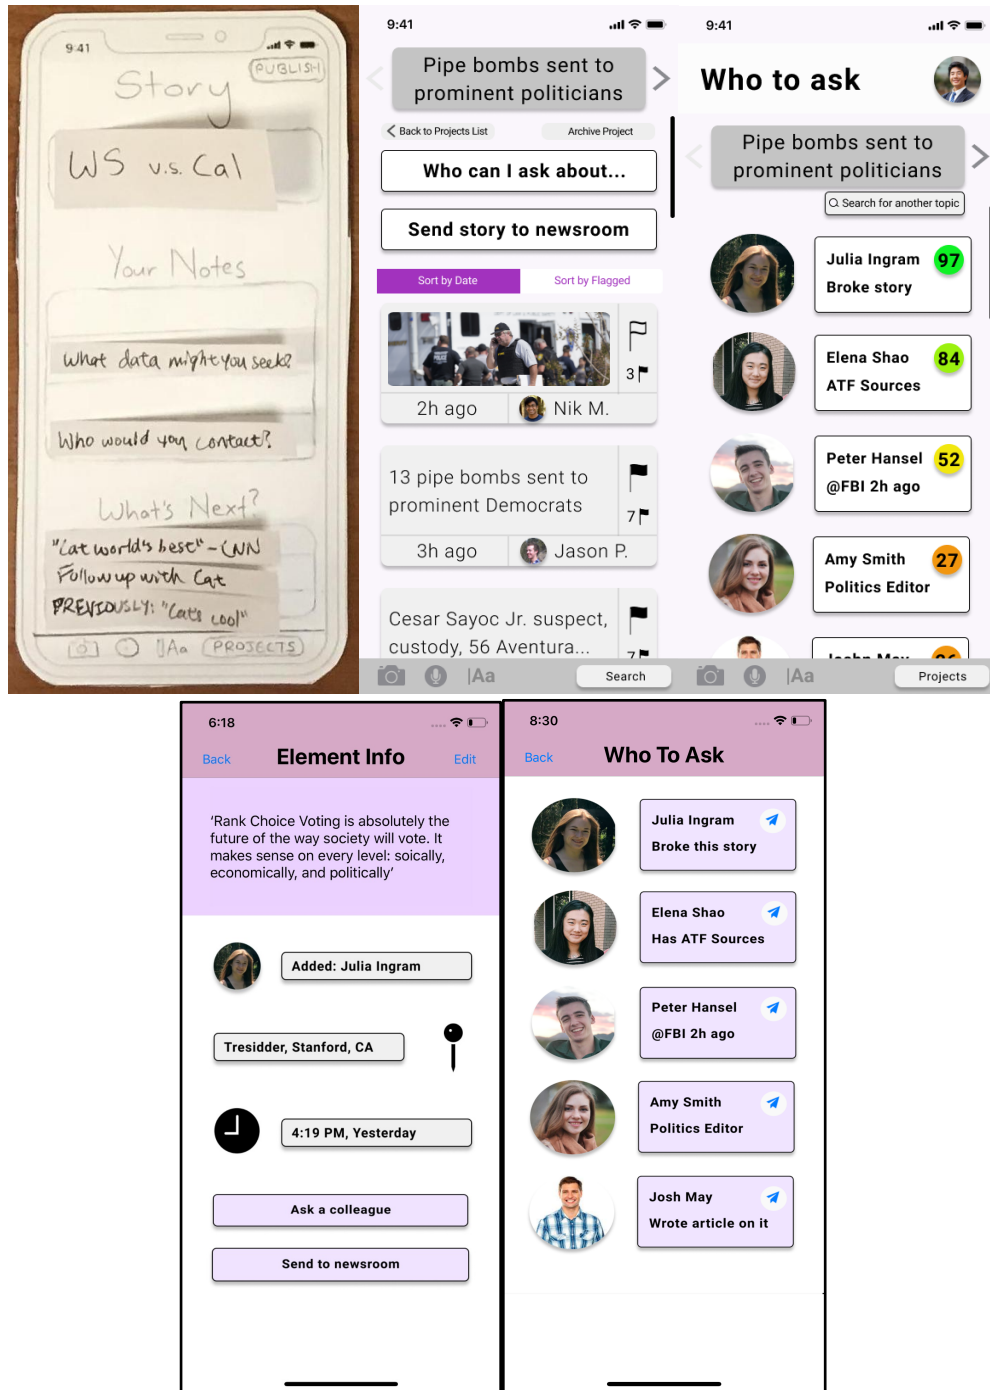 9:41
PUBLISH
Story
WS v.s. Cal
Your Notes
What data might you seek?
Who would you contact?
What's Next?
"Cat world's best" - CNN
Follow up with Cat
PREVIOUSLY: "Cat's cool"
Aa
PROJECTS
9:41
Pipe bombs sent to
prominent politicians
Back to Projects List
Archive Project
Who can I ask about...
Send story to newsroom
Sort by Date
Sort by Flagged
3
2h ago
Nik M.
13 pipe bombs sent to
prominent Democrats
7
3h ago
Jason P.
Cesar Sayoc Jr. suspect,
custody, 56 Aventura...
7
Aa
Search
9:41
Who to ask
Pipe bombs sent to
prominent politicians
Search for another topic
Julia Ingram 97
Broke story
Elena Shao 84
ATF Sources
Peter Hansel 52
@FBI 2h ago
Amy Smith 27
Politics Editor
Aa
Projects
6:18
Back
Element Info
Edit
‘Rank Choice Voting is absolutely the
future of the way society will vote. It
makes sense on every level: soically,
economically, and politically’
Added: Julia Ingram
Tresidder, Stanford, CA
4:19 PM, Yesterday
Ask a colleague
Send to newsroom
8:30
Back
Who To Ask
Julia Ingram
Broke this story
Elena Shao
Has ATF Sources
Peter Hansel
@FBI 2h ago
Amy Smith
Politics Editor
Josh May
Wrote article on it